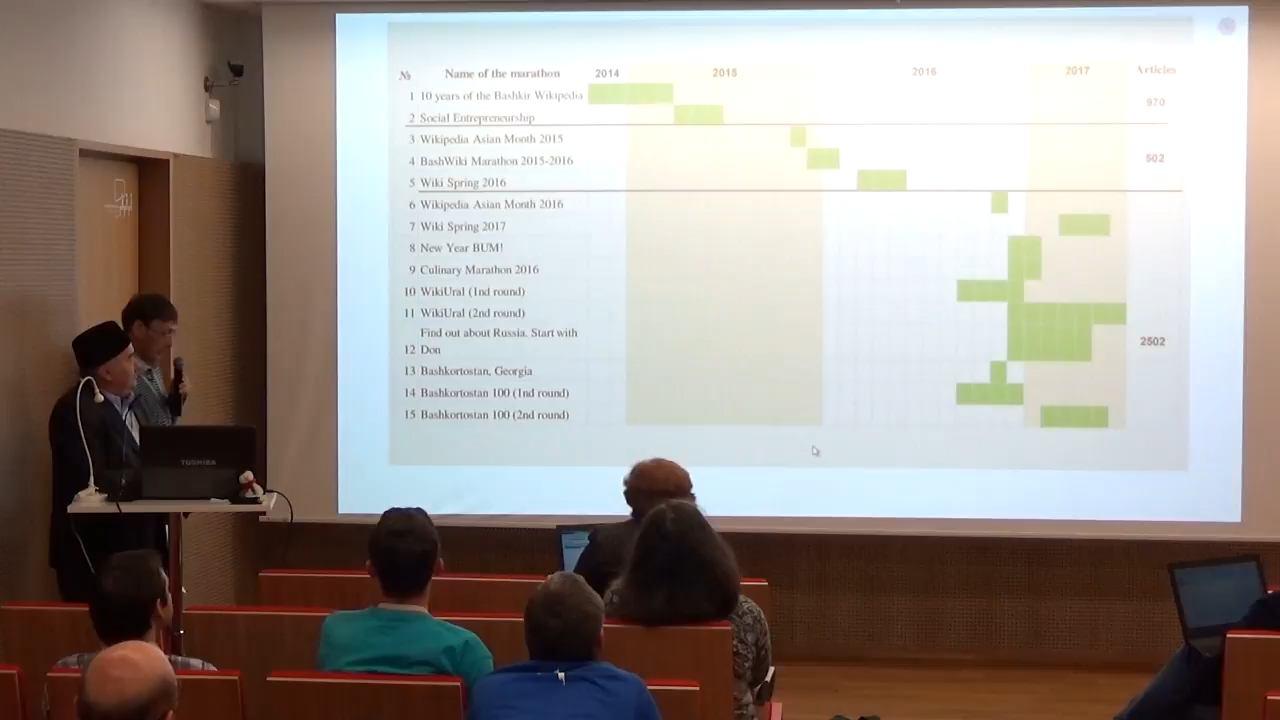 № Name of the marathon 2014 2015 2016 2017 Articles
1 10 years of the Bashkir Wikipedia
970
2 Social Entrepreneurship
3 Wikipedia Asian Month 2015
4 BashWiki Marathon 2015-2016
502
5 Wiki Spring 2016
6 Wikipedia Asian Month 2016
7 Wiki Spring 2017
8 New Year BUM!
9 Culinary Marathon 2016
10 WikiUral (1nd round)
11 WikiUral (2nd round)
Find out about Russia. Start with
12 Don
2502
13 Bashkortostan, Georgia
14 Bashkortostan 100 (1nd round)
15 Bashkortostan 100 (2nd round)
TOSHIBA